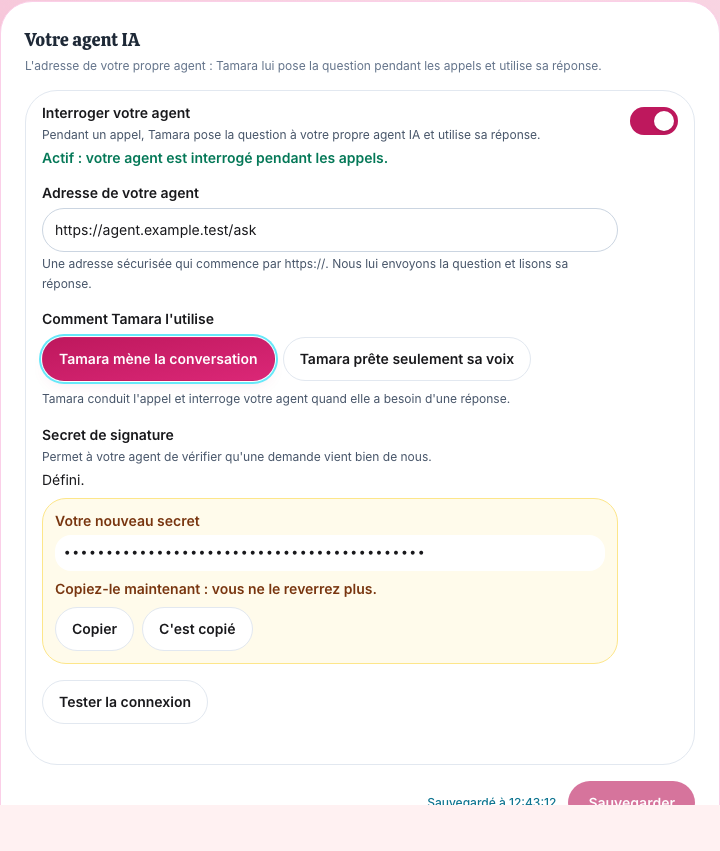 Votre agent IA
L'adresse de votre propre agent : Tamara lui pose la question pendant les appels et utilise sa réponse.
Interroger votre agent
Pendant un appel, Tamara pose la question à votre propre agent IA et utilise sa réponse.
Actif : votre agent est interrogé pendant les appels.
Adresse de votre agent
https://agent.example.test/ask
Une adresse sécurisée qui commence par https://. Nous lui envoyons la question et lisons sa
réponse.
Comment Tamara l'utilise
Tamara mène la conversation
Tamara prête seulement sa voix
Tamara conduit l'appel et interroge votre agent quand elle a besoin d'une réponse.
Secret de signature
Permet à votre agent de vérifier qu'une demande vient bien de nous.
Défini.
Votre nouveau secret
•••••••••••••••••••••••••••••••••••••••••••
Copiez-le maintenant : vous ne le reverrez plus.
Copier
C'est copié
Tester la connexion
Sauvegardé à 12:43:12
Sauvegarder